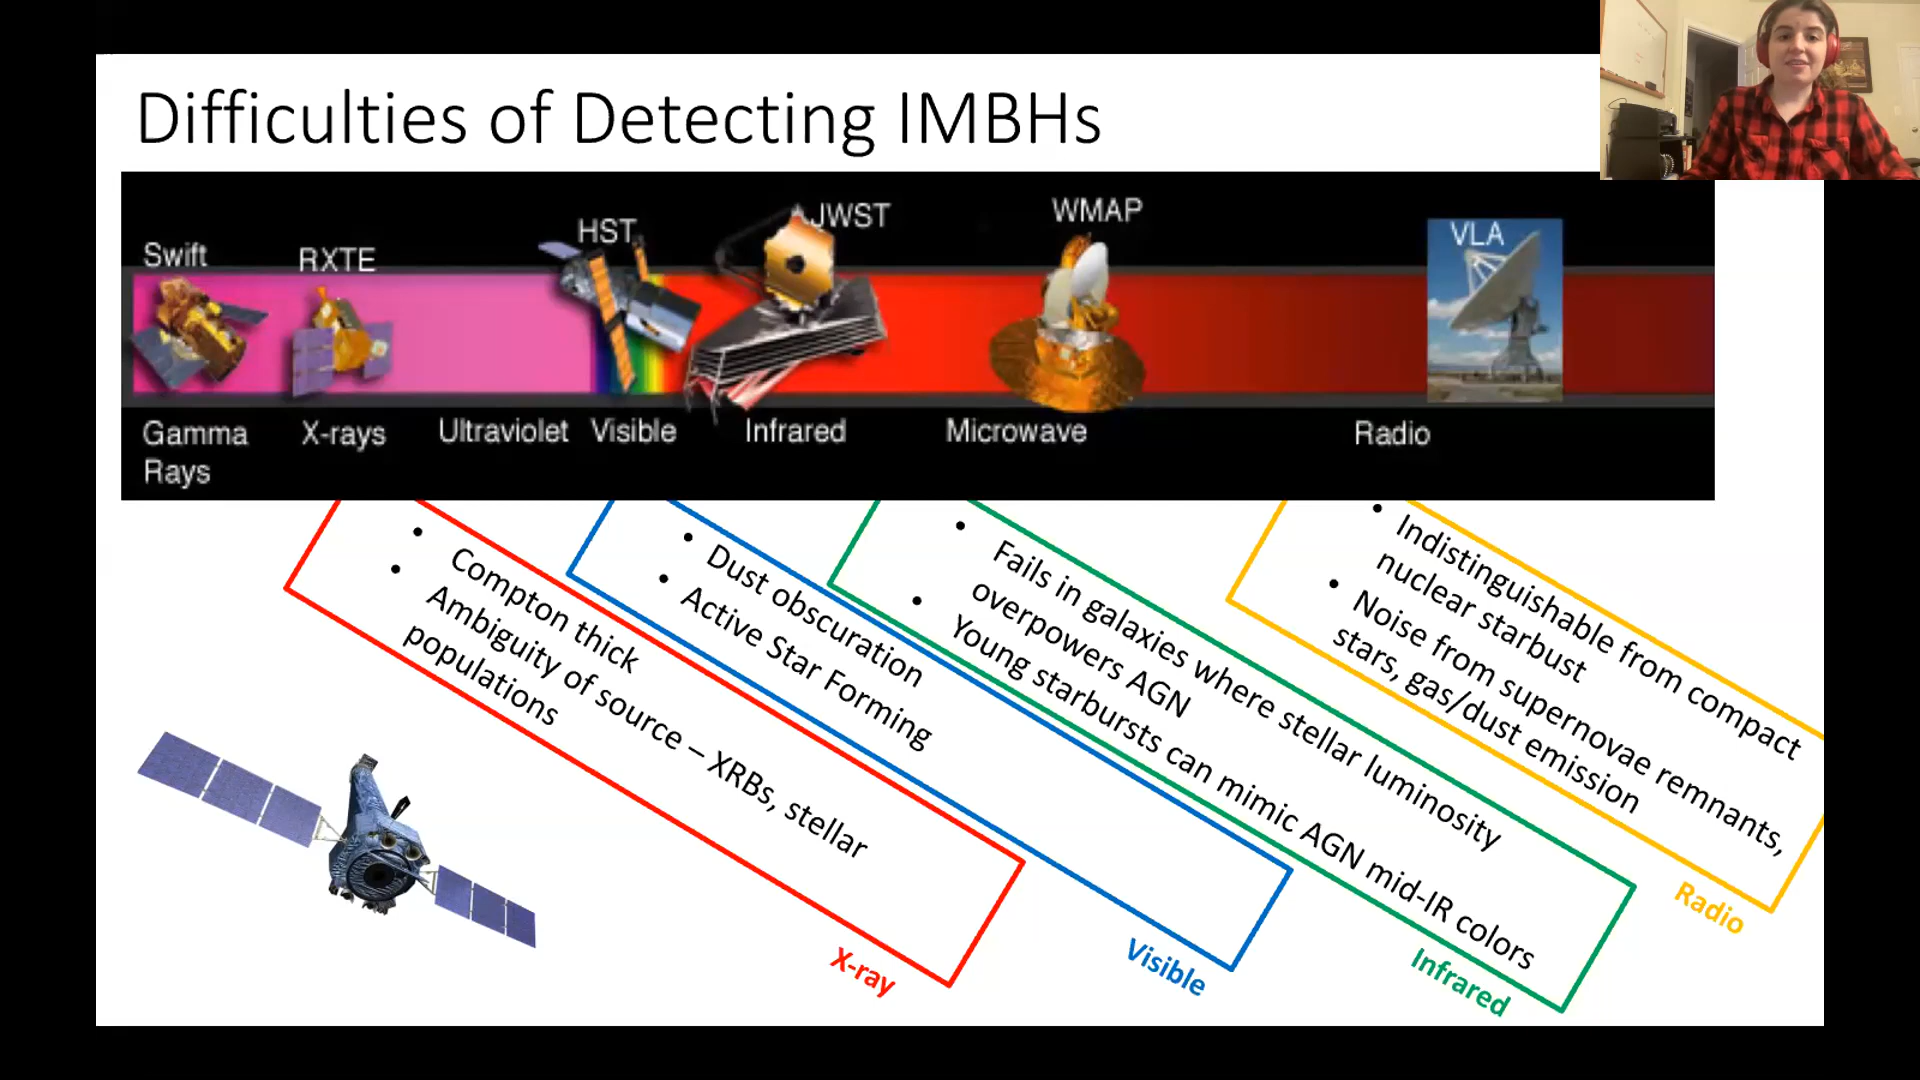 Difficulties of Detecting IMBHs
Swift
RXTE
HST
JWST
WMAP
VLA
Gamma
Rays
X-rays
Ultraviolet
Visible
Infrared
Microwave
Radio
• Compton thick
• Ambiguity of source – XRBs, stellar
populations
X-ray
• Dust obscuration
• Active Star Forming
Visible
• Fails in galaxies where stellar luminosity
overpowers AGN
• Young starbursts can mimic AGN mid-IR colors
Infrared
• Indistinguishable from compact
nuclear starbust
• Noise from supernovae remnants,
stars, gas/dust emission
Radio